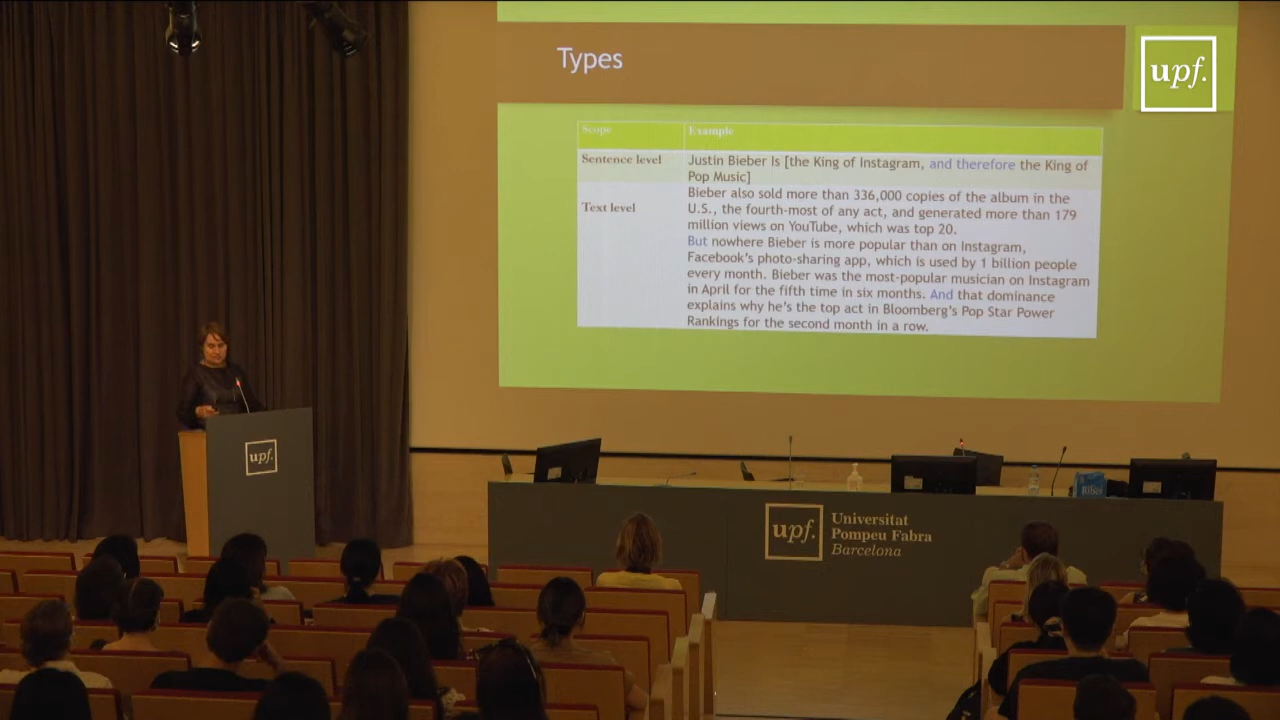 Types
upf.
Scope Example
Sentence level Justin Bieber Is [the King of Instagram, and therefore the King of
Pop Music]
Text level Bieber also sold more than 336,000 copies of the album in the
U.S., the fourth-most of any act, and generated more than 179
million views on YouTube, which was top 20.
But nowhere Bieber is more popular than on Instagram,
Facebook's photo-sharing app, which is used by 1 billion people
every month. Bieber was the most-popular musician on Instagram
in April for the fifth time in six months. And that dominance
explains why he's the top act in Bloomberg's Pop Star Power
Rankings for the second month in a row.
upf.
upf.
Universitat
Pompeu Fabra
Barcelona